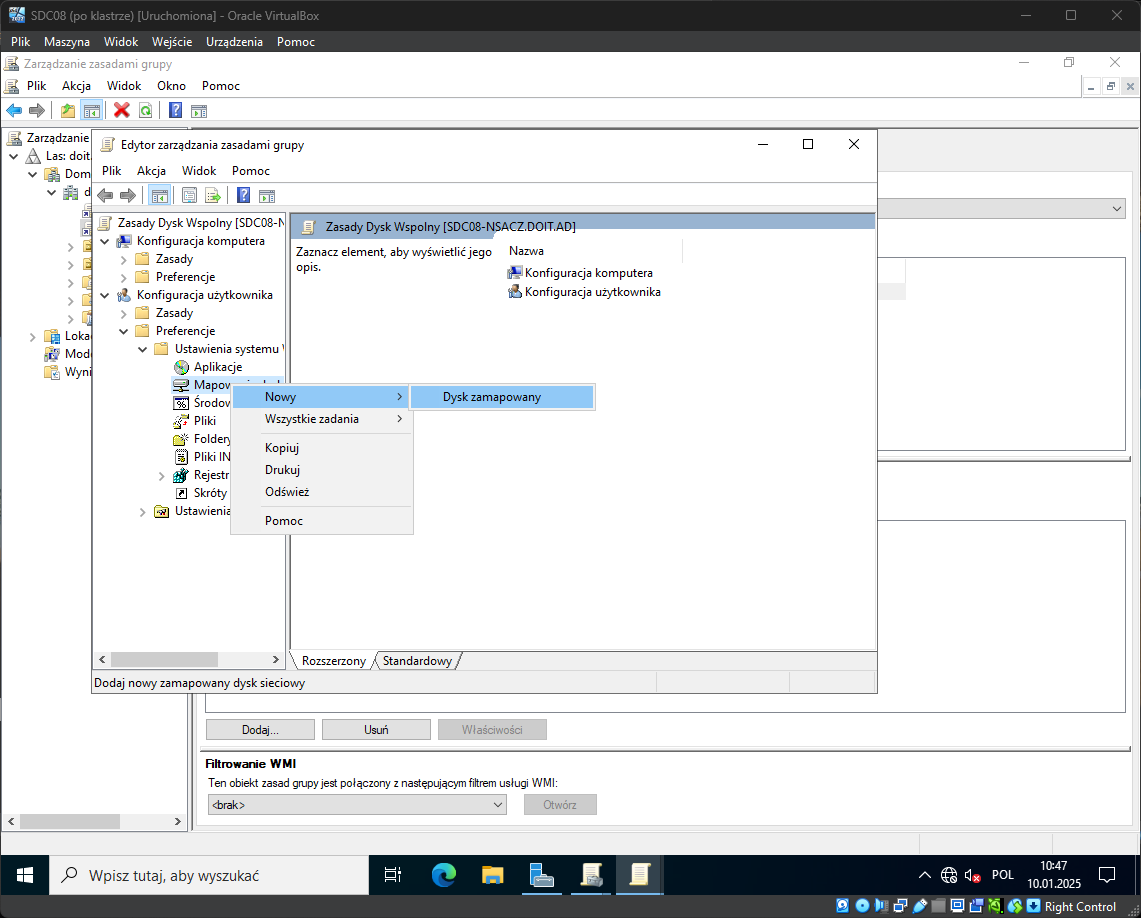 SDC08 (po klastrze) [Uruchomiona] - Oracle VirtualBox
Plik Maszyna Widok Wejście Urządzenia Pomoc
Zarządzanie zasadami grupy
Plik Akcja Widok Okno Pomoc
Zarządzanie
Las: doit.
Dom
d
Loka
Mode
Wyni
Edytor zarządzania zasadami grupy
Plik Akcja Widok Pomoc
Zasady Dysk Wspolny [SDC08-N
Konfiguracja komputera
Zasady
Preferencje
Konfiguracja użytkownika
Zasady
Preferencje
Ustawienia systemu
Aplikacje
Mapow
Środow
Pliki
Foldery
Pliki IN
Rejestr
Skróty
Ustawienia
Zasady Dysk Wspolny [SDC08-NSACZ.DOIT.AD]
Zaznacz element, aby wyświetlić jego
opis.
Nazwa
Konfiguracja komputera
Konfiguracja użytkownika
Nowy
Wszystkie zadania
Kopiuj
Drukuj
Odśwież
Pomoc
Dysk zamapowany
Rozszerzony Standardowy
Dodaj nowy zamapowany dysk sieciowy
Dodaj... Usuń Właściwości
Filtrowanie WMI
Ten obiekt zasad grupy jest połączony z następującym filtrem usługi WMI:
<brak> Otwórz
Wpisz tutaj, aby wyszukać
POL
10:47
10.01.2025
Right Control